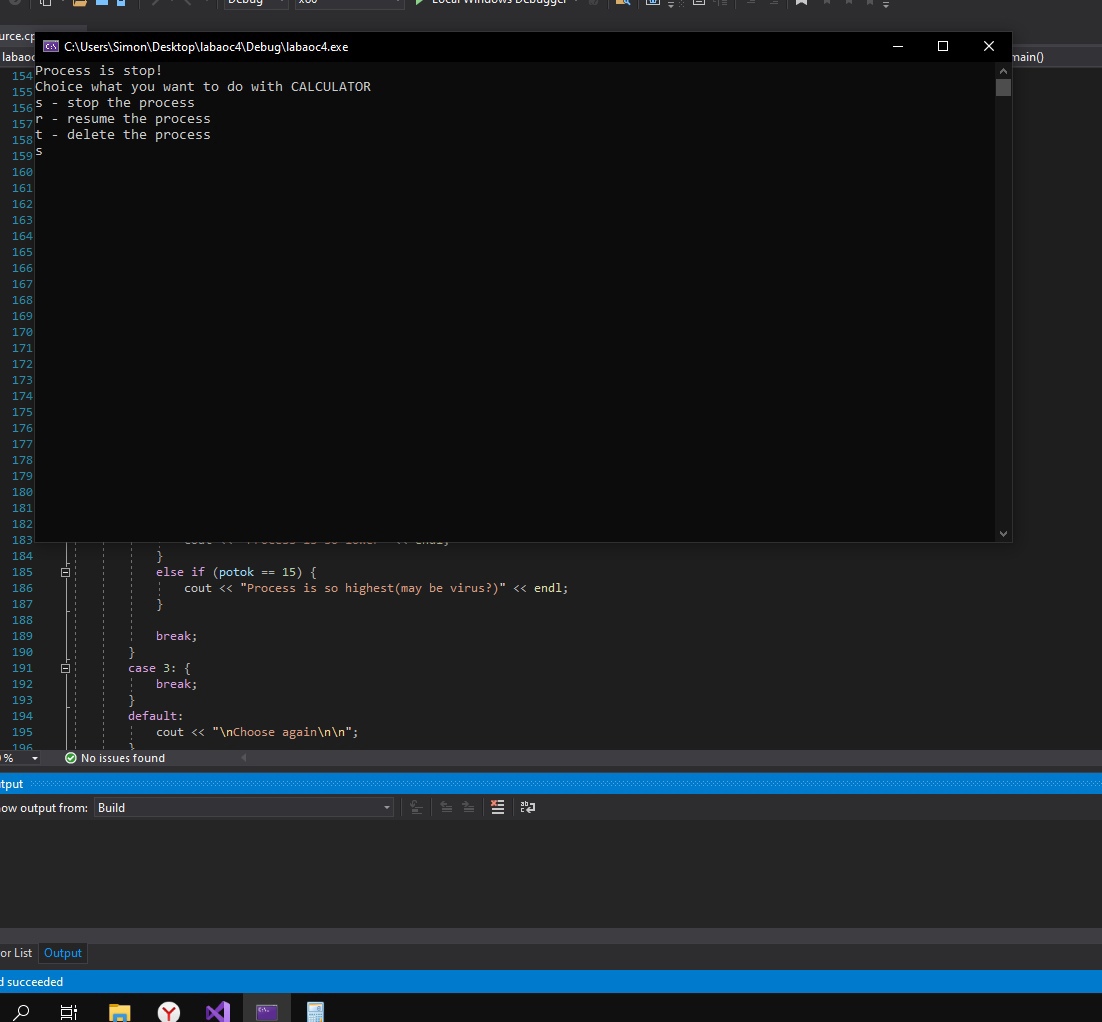 Debug
x86
Local Windows Debugger
C:\Users\Simon\Desktop\labaoc4\Debug\labaoc4.exe
main()
Process is stop!
Choice what you want to do with CALCULATOR
s - stop the process
r - resume the process
t - delete the process
s
154
155
156
157
158
159
160
161
162
163
164
165
166
167
168
169
170
171
172
173
174
175
176
177
178
179
180
181
182
183
184 }
185 else if (potok == 15) {
186 cout << "Process is so highest(may be virus?)" << endl;
187 }
188
189 break;
190 }
191 case 3: {
192 break;
193 }
194 default:
195 cout << "\nChoose again\n\n";
196 }
% No issues found
tput
ow output from: Build
or List Output
d succeeded